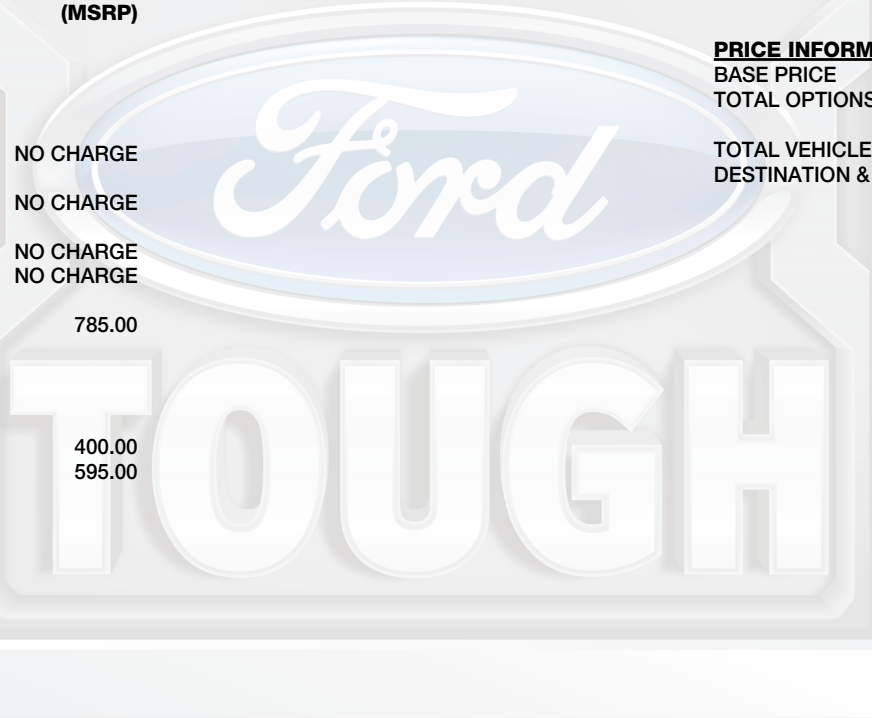 (MSRP)
NO CHARGE
NO CHARGE
NO CHARGE
NO CHARGE
785.00
400.00
595.00
PRICE INFORM
BASE PRICE
TOTAL OPTIONS
TOTAL VEHICLE
DESTINATION &
Ford
TOUGH